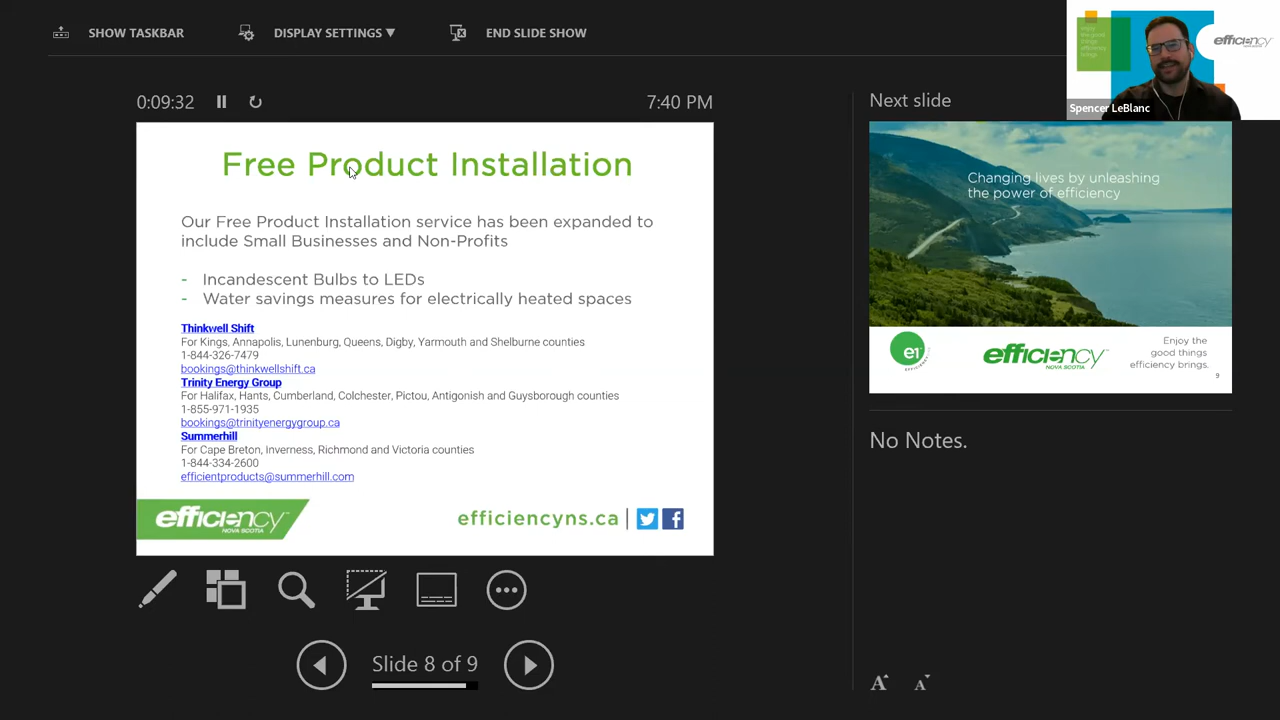 SHOW TASKBAR
DISPLAY SETTINGS ▼
END SLIDE SHOW
efficiency
Spencer LeBlanc
0:09:32
7:40 PM
Free Product Installation
Our Free Product Installation service has been expanded to
include Small Businesses and Non-Profits
- Incandescent Bulbs to LEDs
- Water savings measures for electrically heated spaces
Thinkwell Shift
For Kings, Annapolis, Lunenburg, Queens, Digby, Yarmouth and Shelburne counties
1-844-326-7479
bookings@thinkwellshift.ca
Trinity Energy Group
For Halifax, Hants, Cumberland, Colchester, Pictou, Antigonish and Guysborough counties
1-855-971-1935
bookings@trinityenergygroup.ca
Summerhill
For Cape Breton, Inverness, Richmond and Victoria counties
1-844-334-2600
efficientproducts@summerhill.com
efficiency
NOVA SCOTIA
efficiencyns.ca
Slide 8 of 9
Next slide
Changing lives by unleashing
the power of efficiency
e1
efficiency
NOVA SCOTIA
Enjoy the
good things
efficiency brings.
9
No Notes.
A A